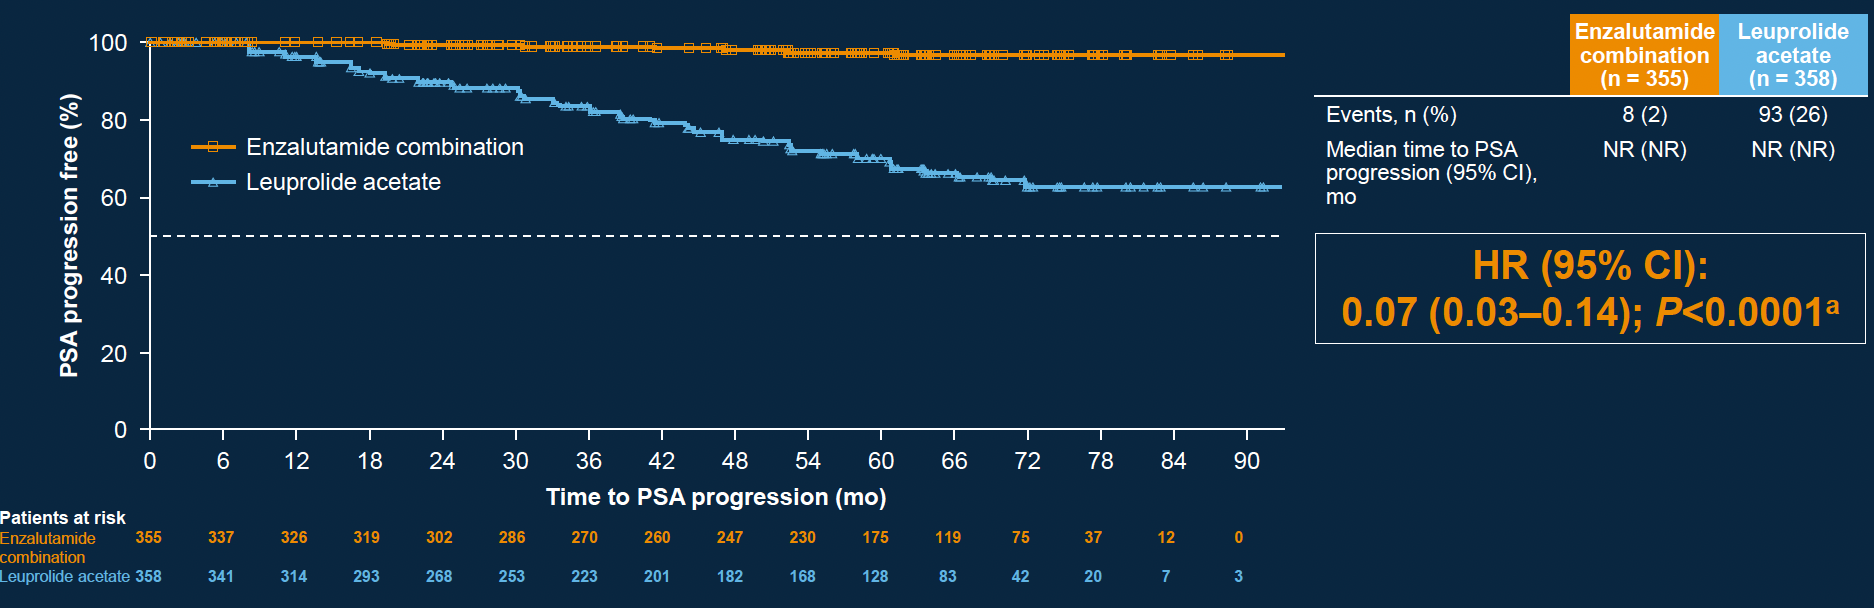 Enzalutamide
combination
(n = 355)
Leuprolide
acetate
(n = 358)
Events, n (%) 8 (2) 93 (26)
Median time to PSA
progression (95% CI),
mo
NR (NR) NR (NR)
HR (95% CI):
0.07 (0.03–0.14); P<0.0001ª
PSA progression free (%)
100
80
60
40
20
0
Enzalutamide combination
Leuprolide acetate
0 6 12 18 24 30 36 42 48 54 60 66 72 78 84 90
Time to PSA progression (mo)
Patients at risk
Enzalutamide
combination
355 337 326 319 302 286 270 260 247 230 175 119 75 37 12 0
Leuprolide acetate 358 341 314 293 268 253 223 201 182 168 128 83 42 20 7 3